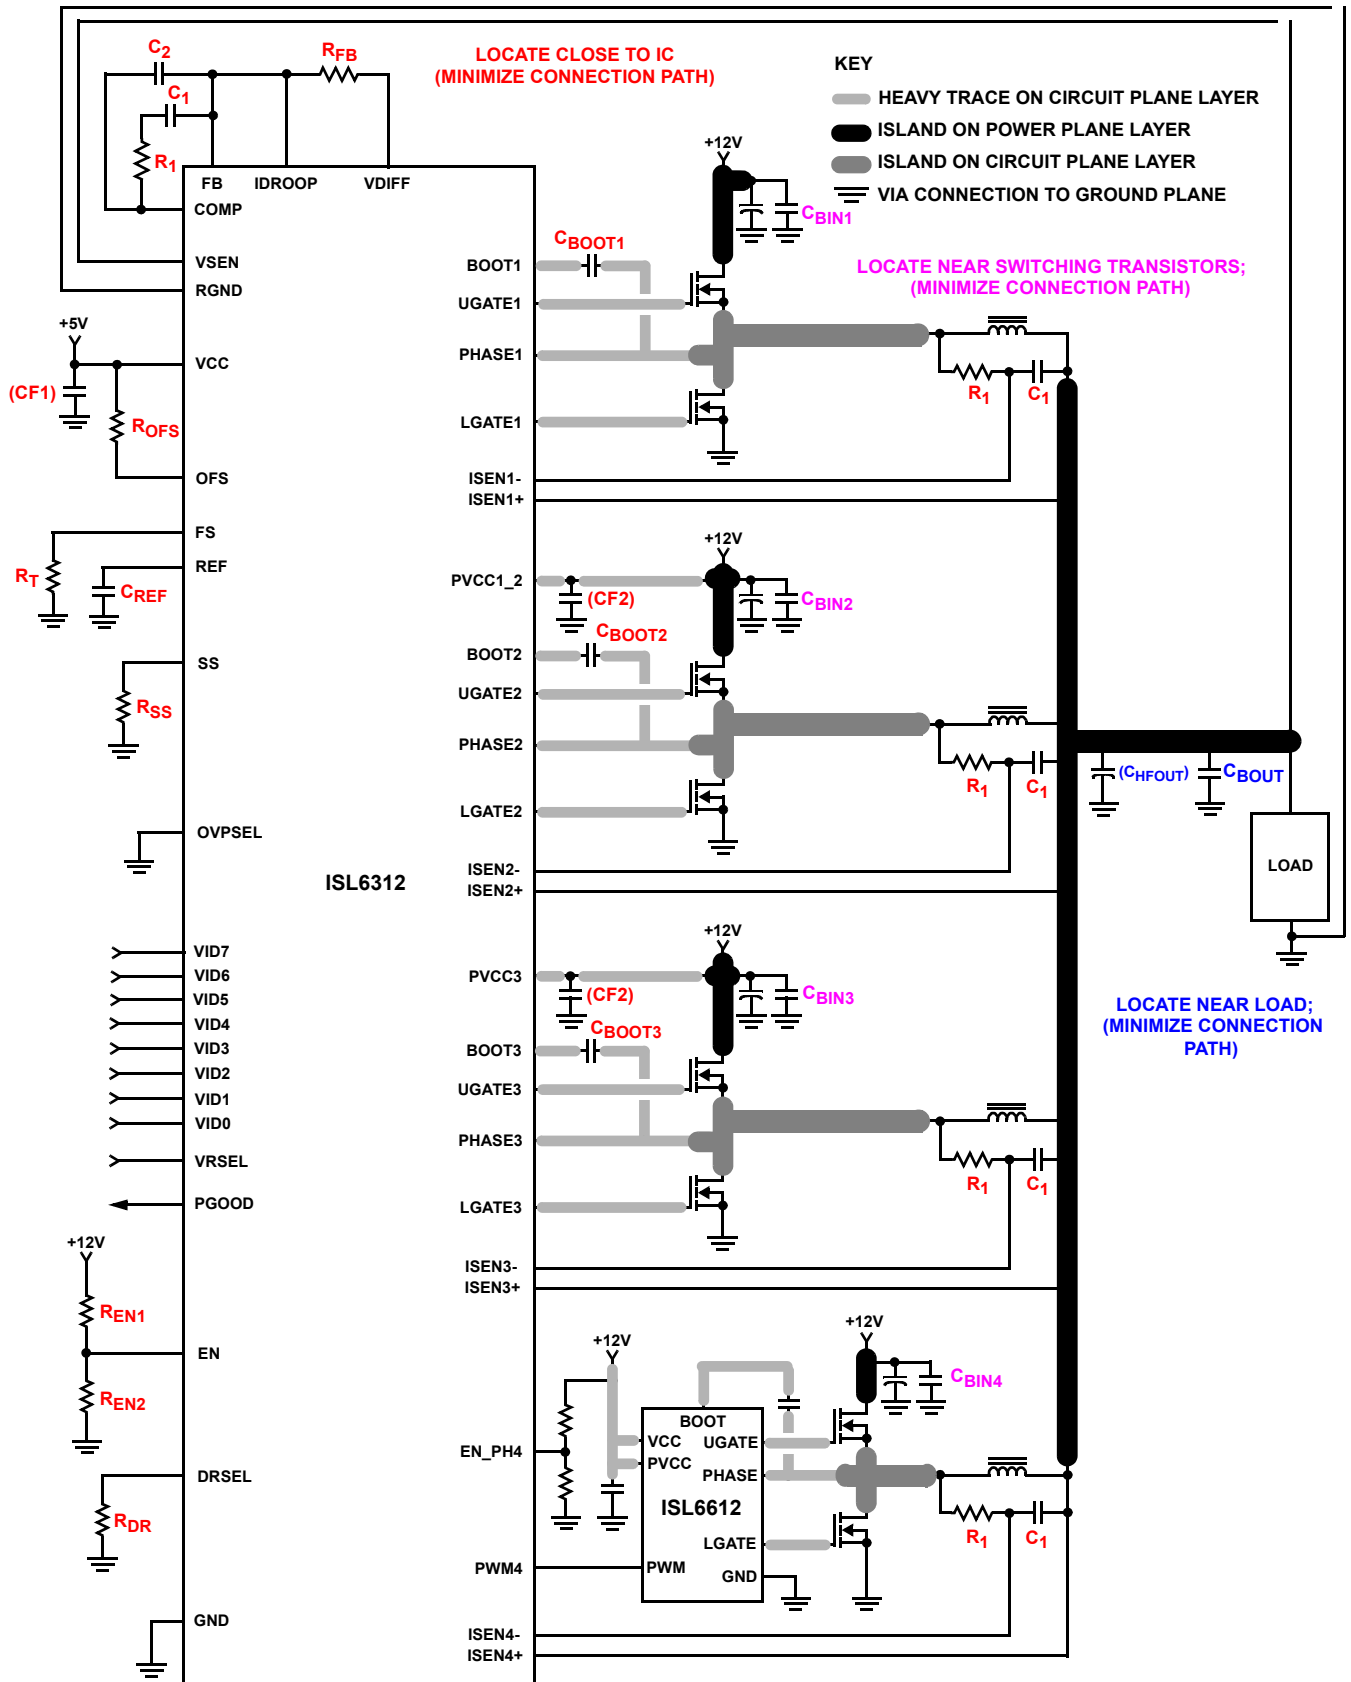 C2
RFB
LOCATE CLOSE TO IC
(MINIMIZE CONNECTION PATH)
C1
R1
KEY
HEAVY TRACE ON CIRCUIT PLANE LAYER
ISLAND ON POWER PLANE LAYER
ISLAND ON CIRCUIT PLANE LAYER
VIA CONNECTION TO GROUND PLANE
FB
IDROOP
VDIFF
COMP
VSEN
RGND
+5V
VCC
(CF1)
ROFS
OFS
FS
RT
REF
CREF
SS
RSS
OVPSEL
ISL6312
VID7
VID6
VID5
VID4
VID3
VID2
VID1
VID0
VRSEL
PGOOD
+12V
REN1
EN
REN2
DRSEL
RDR
GND
+12V
CBIN1
CBOOT1
BOOT1
UGATE1
PHASE1
LGATE1
ISEN1-
ISEN1+
LOCATE NEAR SWITCHING TRANSISTORS;
(MINIMIZE CONNECTION PATH)
R1
C1
+12V
PVCC1_2
(CF2)
CBIN2
CBOOT2
BOOT2
UGATE2
PHASE2
LGATE2
ISEN2-
ISEN2+
R1
C1
(CHFOUT)
CBOUT
LOAD
+12V
PVCC3
(CF2)
CBIN3
CBOOT3
BOOT3
UGATE3
PHASE3
LGATE3
ISEN3-
ISEN3+
R1
C1
LOCATE NEAR LOAD;
(MINIMIZE CONNECTION
PATH)
+12V
+12V
CBIN4
EN_PH4
BOOT
VCC
UGATE
PVCC
PHASE
ISL6612
LGATE
PWM4
PWM
GND
R1
C1
ISEN4-
ISEN4+